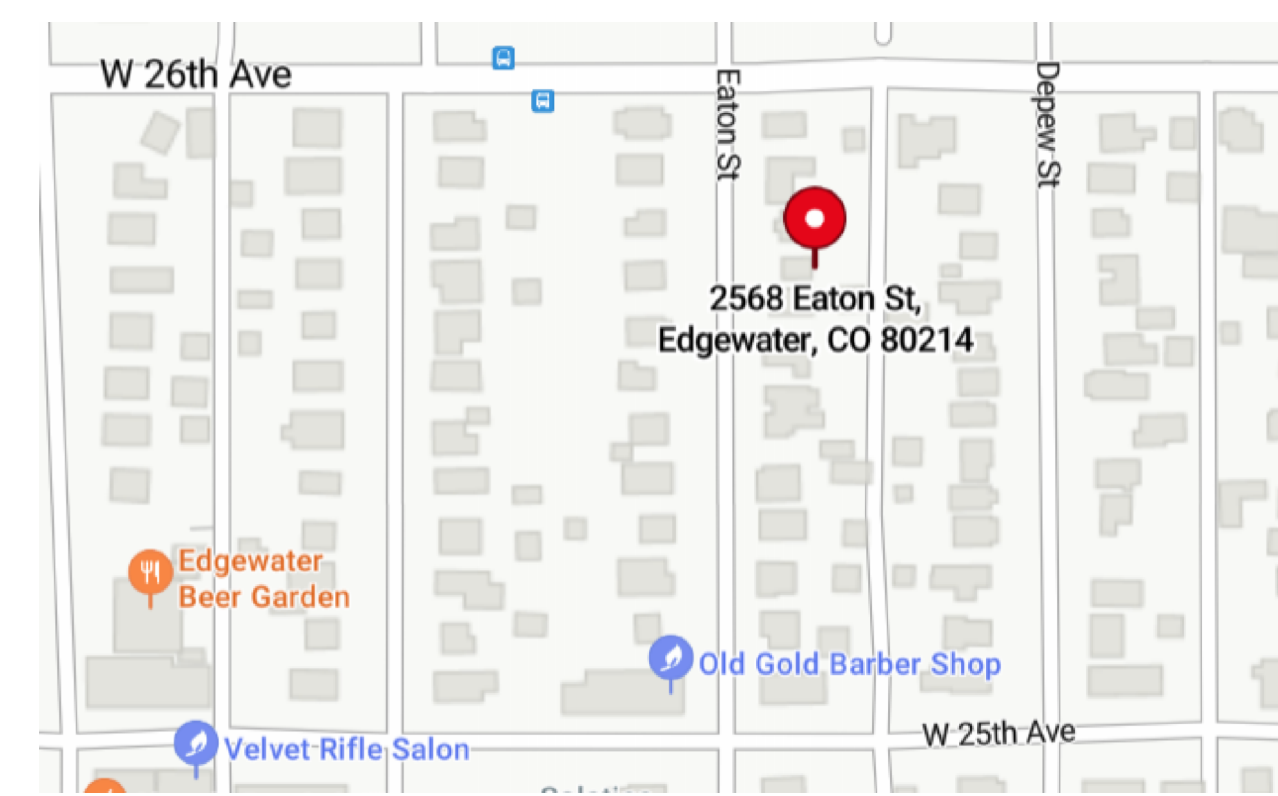 W 26th Ave
Eaton St
Depew St
2568 Eaton St,
Edgewater, CO 80214
Edgewater
Beer Garden
Old Gold Barber Shop
W 25th Ave
Velvet Rifle Salon